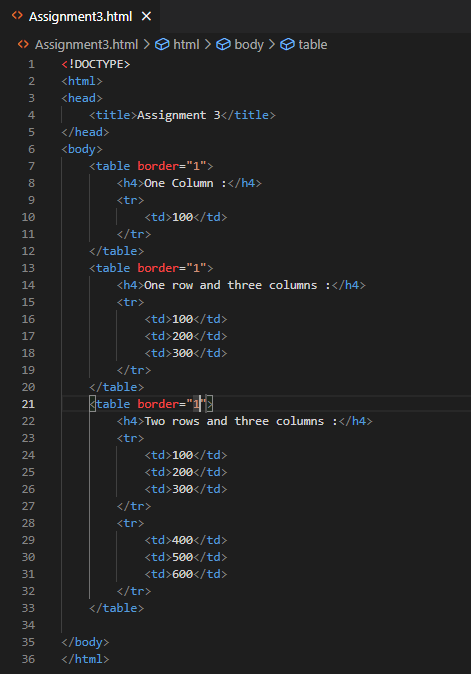 Assignment3.html
Assignment3.html > html > body > table
1 <!DOCTYPE>
2 <html>
3 <head>
4 <title>Assignment 3</title>
5 </head>
6 <body>
7 <table border="1">
8 <h4>One Column :</h4>
9 <tr>
10 <td>100</td>
11 </tr>
12 </table>
13 <table border="1">
14 <h4>One row and three columns :</h4>
15 <tr>
16 <td>100</td>
17 <td>200</td>
18 <td>300</td>
19 </tr>
20 </table>
21 <table border="1">
22 <h4>Two rows and three columns :</h4>
23 <tr>
24 <td>100</td>
25 <td>200</td>
26 <td>300</td>
27 </tr>
28 <tr>
29 <td>400</td>
30 <td>500</td>
31 <td>600</td>
32 </tr>
33 </table>
34
35 </body>
36 </html>